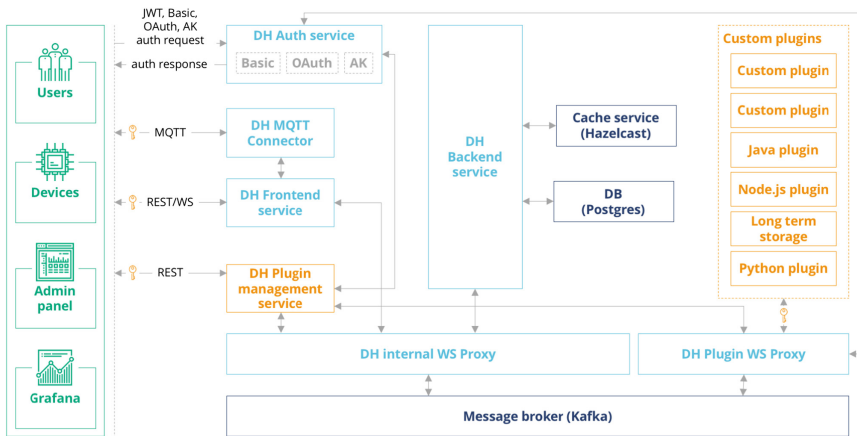 JWT, Basic,
OAuth, AK
auth request
auth response
Users
Devices
Admin
panel
Grafana
MQTT
REST/WS
REST
DH Auth service
Basic
OAuth
AK
DH MQTT
Connector
DH Frontend
service
DH Plugin
management
service
DH
Backend
service
Cache service
(Hazelcast)
DB
(Postgres)
Custom plugins
Custom plugin
Custom plugin
Java plugin
Node.js plugin
Long term
storage
Python plugin
DH internal WS Proxy
DH Plugin WS Proxy
Message broker (Kafka)